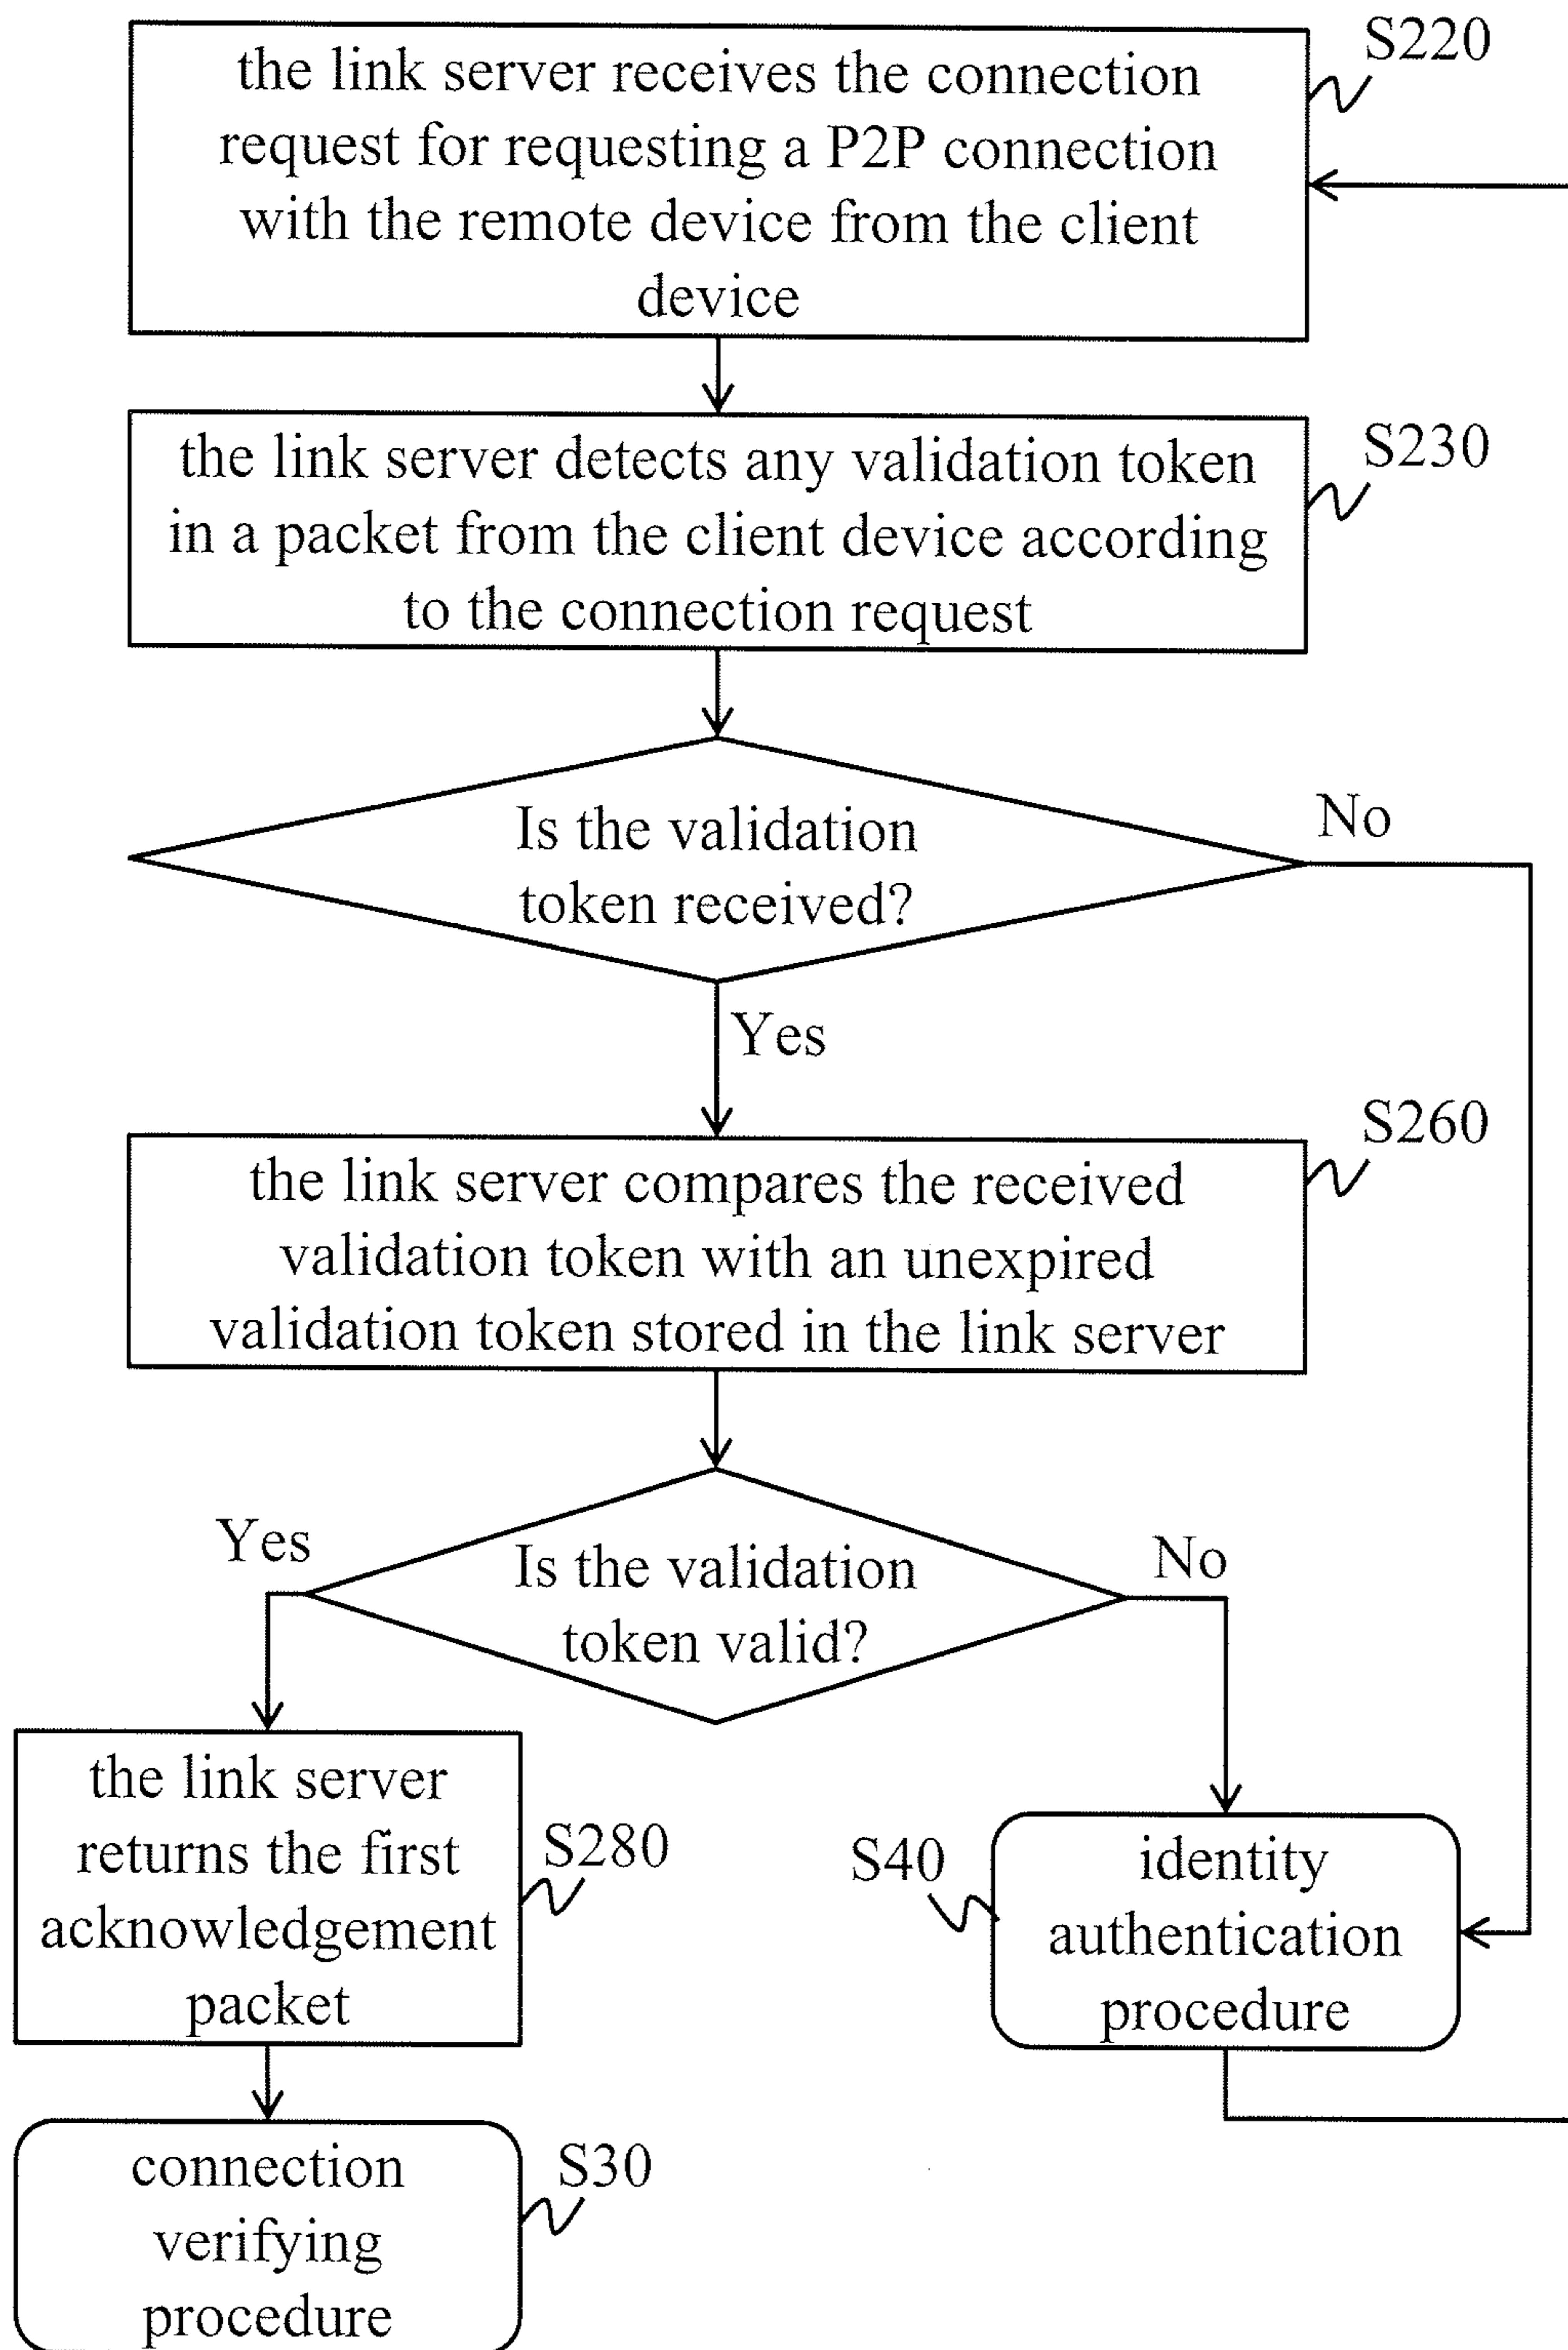 S220
the link server receives the connection
request for requesting a P2P connection
with the remote device from the client
device
S230
the link server detects any validation token
in a packet from the client device according
to the connection request
Is the validation
token received?
No
Yes
S260
the link server compares the received
validation token with an unexpired
validation token stored in the link server
Is the validation
token valid?
Yes
No
the link server
returns the first
acknowledgement
packet
S280
S40
identity
authentication
procedure
connection
verifying
procedure
S30